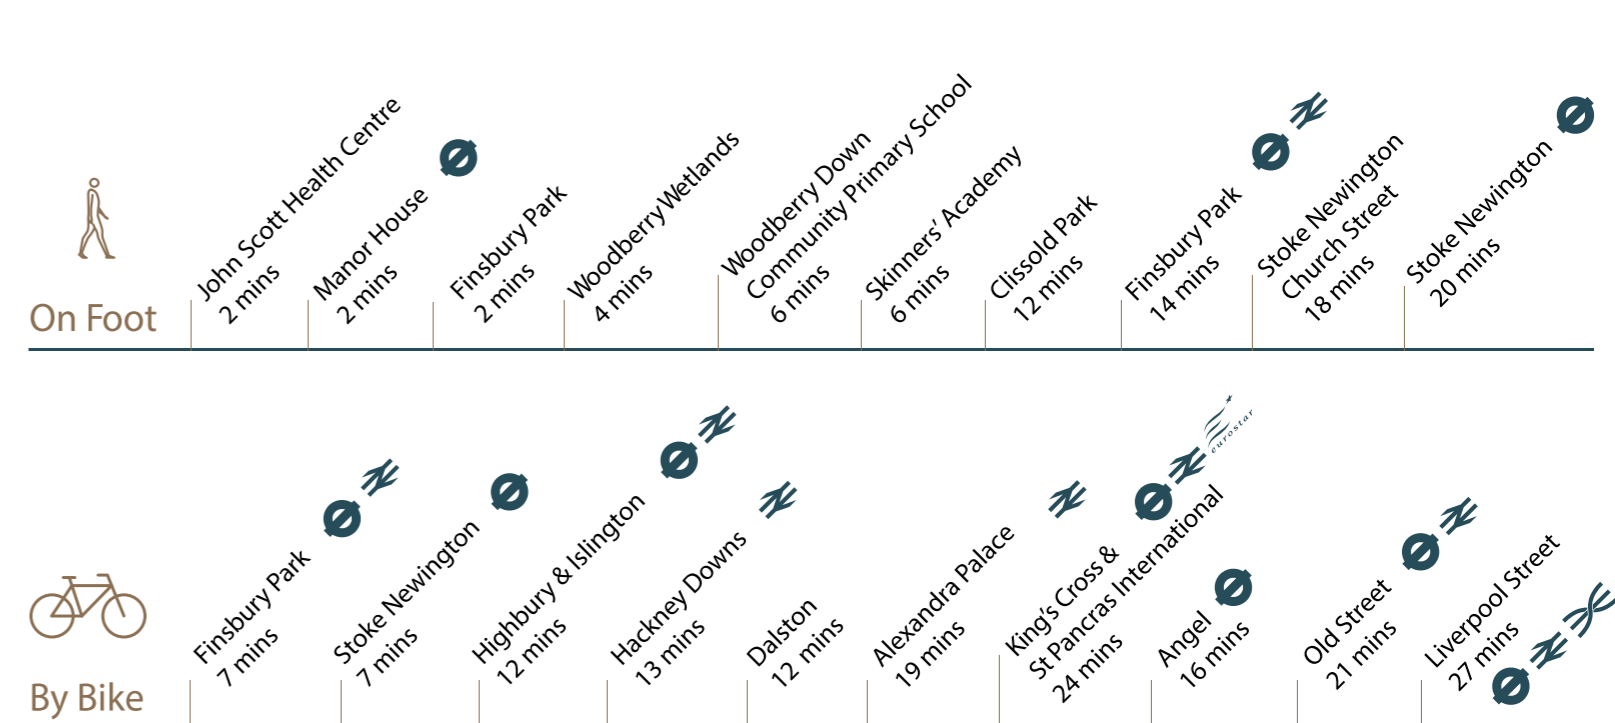 On Foot
John Scott Health Centre
2 mins
Manor House
2 mins
Finsbury Park
2 mins
Woodberry Wetlands
4 mins
Woodberry Down
Community Primary School
6 mins
Skinners’ Academy
6 mins
Clissold Park
12 mins
Finsbury Park
14 mins
Stoke Newington
Church Street
18 mins
Stoke Newington
20 mins
By Bike
Finsbury Park
7 mins
Stoke Newington
7 mins
Highbury & Islington
12 mins
Hackney Downs
13 mins
Dalston
12 mins
Alexandra Palace
19 mins
eurostar
King’s Cross &
St Pancras International
24 mins
Angel
16 mins
Old Street
21 mins
Liverpool Street
27 mins